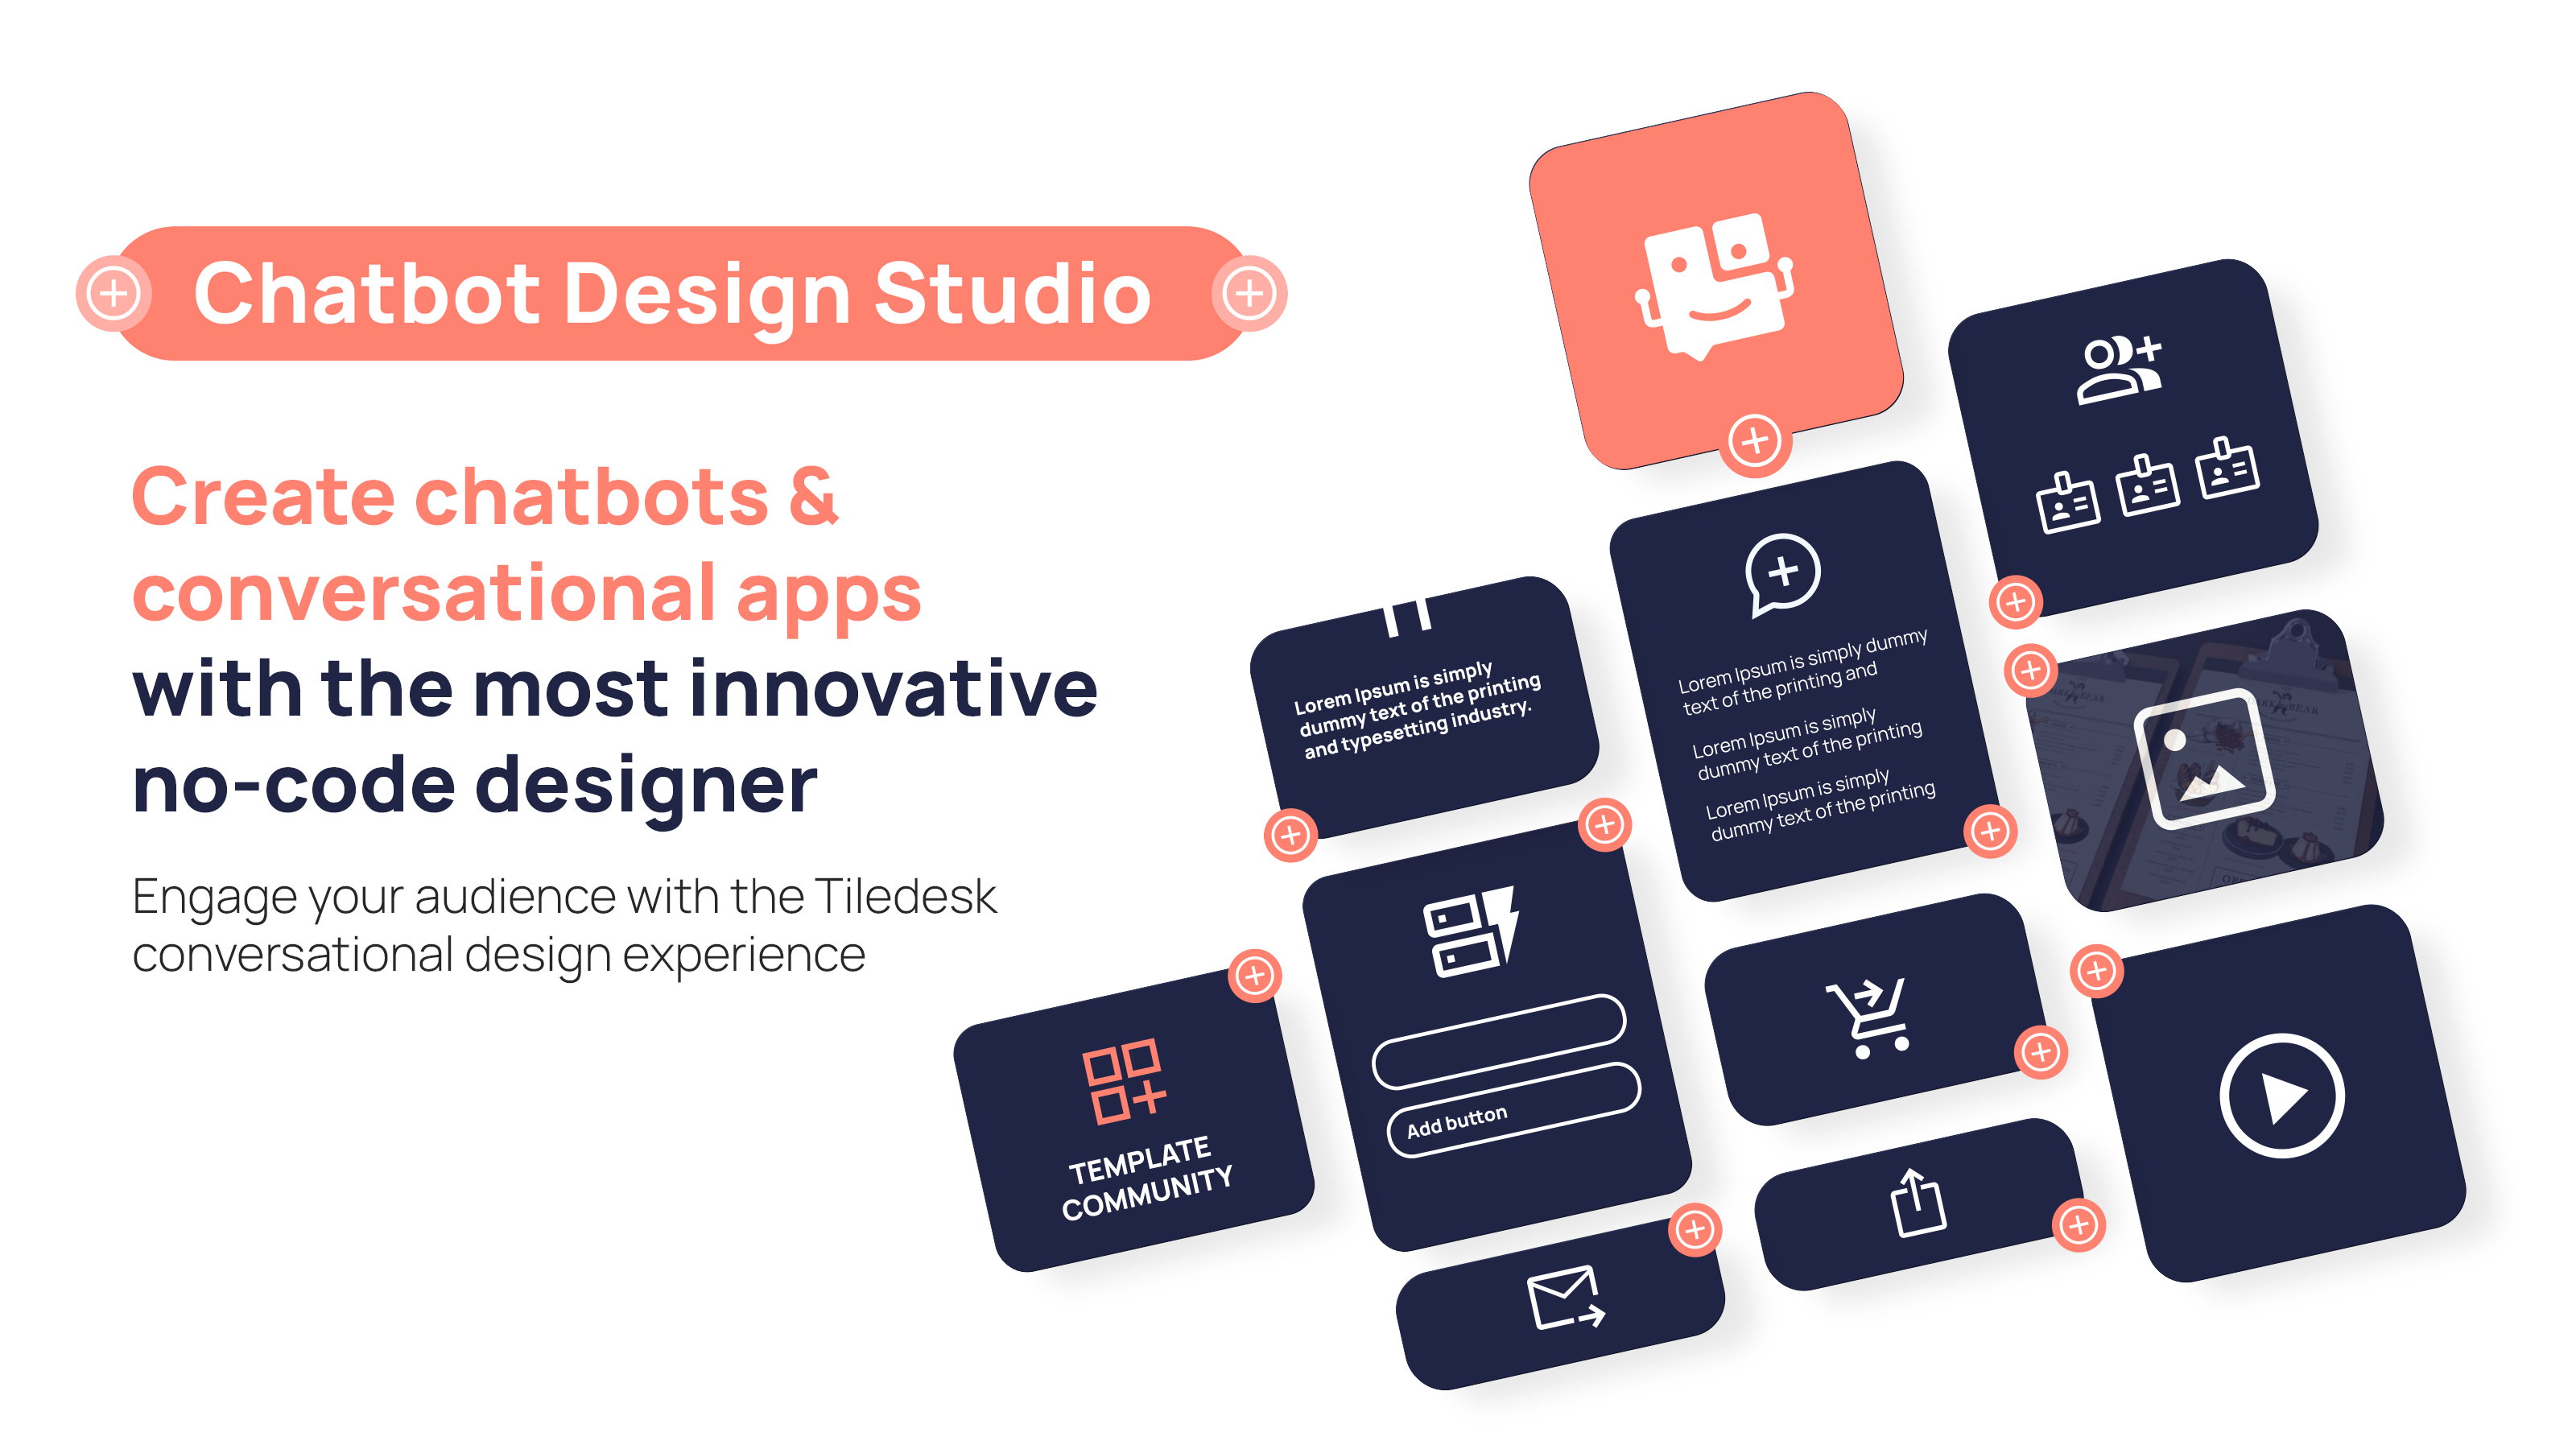 Chatbot Design Studio
Create chatbots &
conversational apps
with the most innovative
no-code designer
Engage your audience with the Tiledesk
conversational design experience
Lorem Ipsum is simply
dummy text of the printing
and typesetting industry.
Lorem Ipsum is simply dummy
text of the printing and
Lorem Ipsum is simply
dummy text of the printing
Lorem Ipsum is simply
dummy text of the printing
Add button
TEMPLATE
COMMUNITY